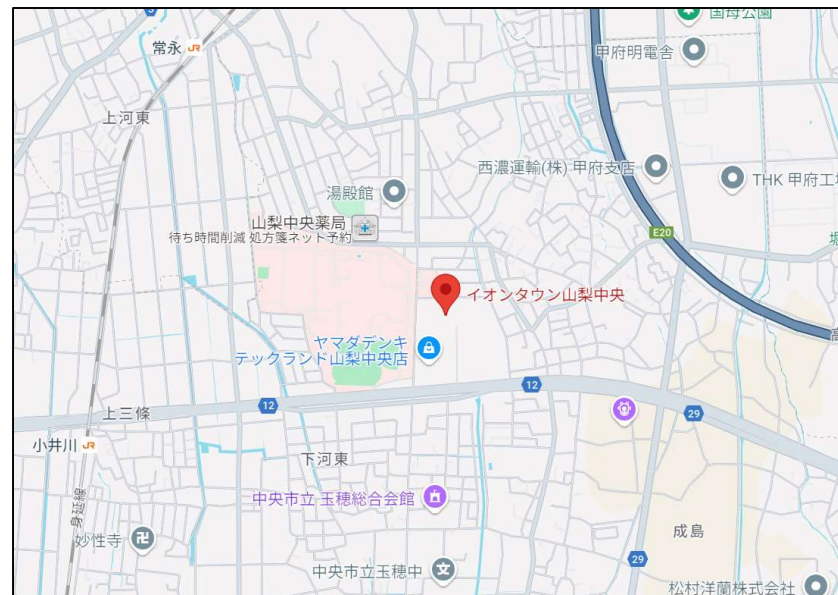 国母公園
常永
甲府明電舎
上河東
西濃運輸(株) 甲府支店
THK 甲府工場
湯殿館
山梨中央薬局
待ち時間削減 処方箋ネット予約
E20
イオンタウン山梨中央
ヤマダデンキ
テックランド山梨中央店
12
12
29
上三條
小井川
下河東
中央市立 玉穂総合会館
身延線
妙性寺
成島
29
中央市立玉穂中
松村洋蘭株式会社